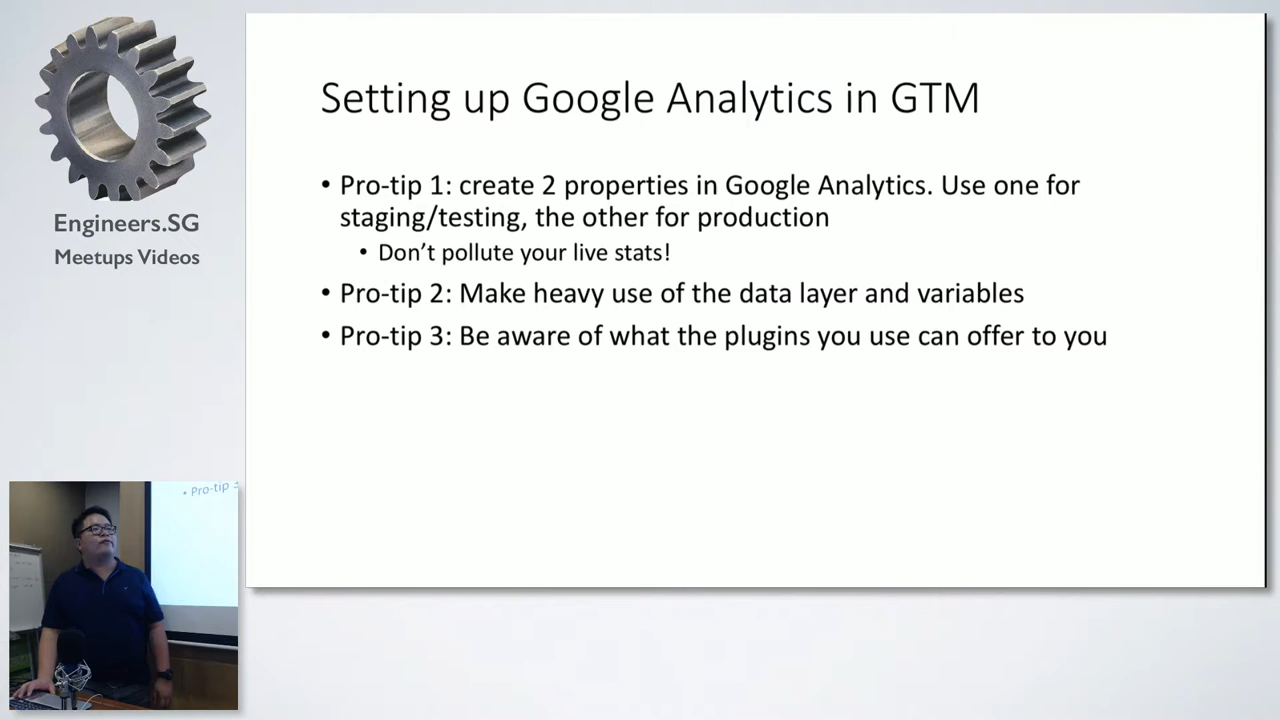 Engineers.SG
Meetups Videos
Setting up Google Analytics in GTM
• Pro-tip 1: create 2 properties in Google Analytics. Use one for
staging/testing, the other for production
• Don’t pollute your live stats!
• Pro-tip 2: Make heavy use of the data layer and variables
• Pro-tip 3: Be aware of what the plugins you use can offer to you
• Pro-tip